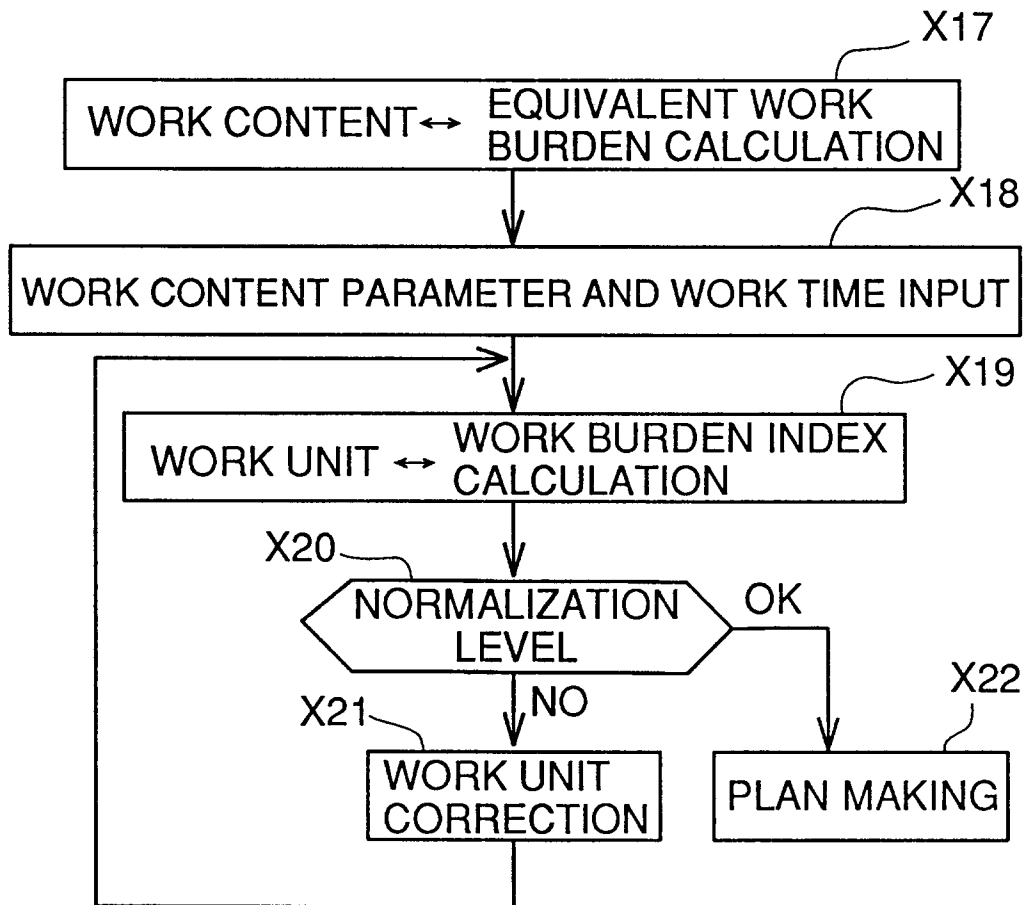 X17
WORK CONTENT ↔ EQUIVALENT WORK
BURDEN CALCULATION
X18
WORK CONTENT PARAMETER AND WORK TIME INPUT
X19
WORK UNIT ↔ WORK BURDEN INDEX
CALCULATION
X20
NORMALIZATION
LEVEL
OK
NO
X21
X22
WORK UNIT
CORRECTION
PLAN MAKING